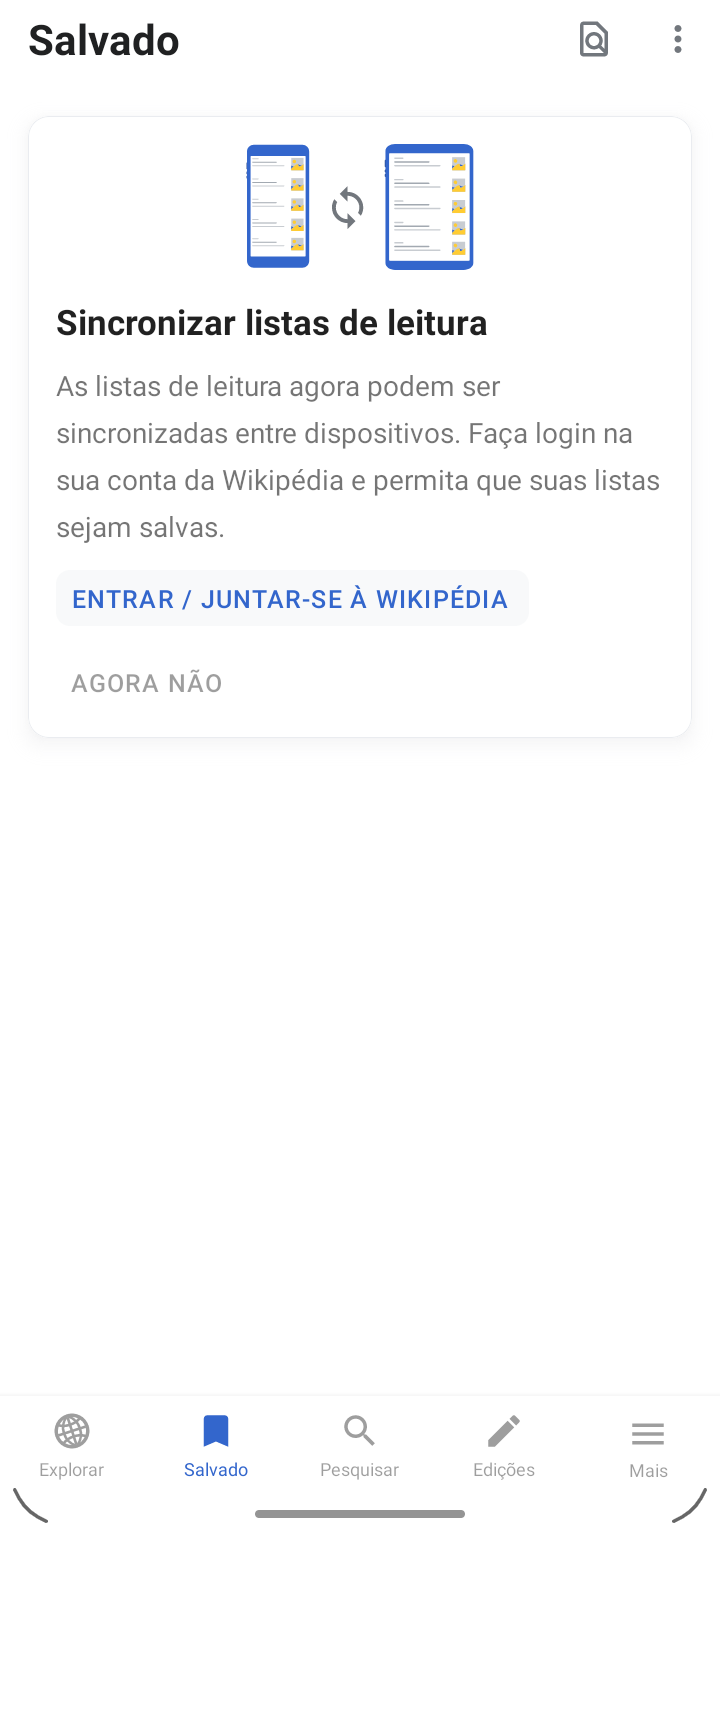 Salvado
Sincronizar listas de leitura
As listas de leitura agora podem ser
sincronizadas entre dispositivos. Faça login na
sua conta da Wikipédia e permita que suas listas
sejam salvas.
ENTRAR / JUNTAR-SE À WIKIPÉDIA
AGORA NÃO
Explorar
Salvado
Pesquisar
Edições
Mais